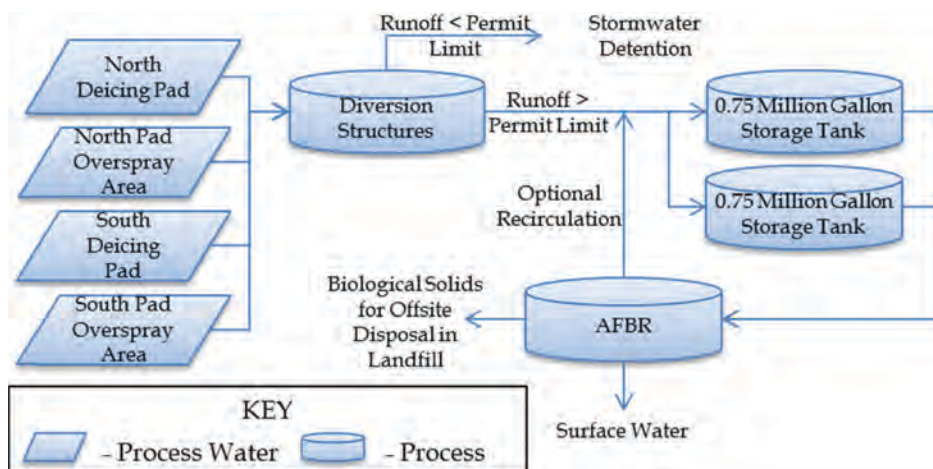 North
Deicing Pad
North Pad
Overspray
Area
South
Deicing
Pad
South Pad
Overspray
Area
Diversion
Structures
Runoff < Permit
Limit
Stormwater
Detention
Runoff >
Permit Limit
0.75 Million Gallon
Storage Tank
0.75 Million Gallon
Storage Tank
Optional
Recirculation
AFBR
Biological Solids
for Offsite
Disposal in
Landfill
Surface Water
KEY
- Process Water
- Process